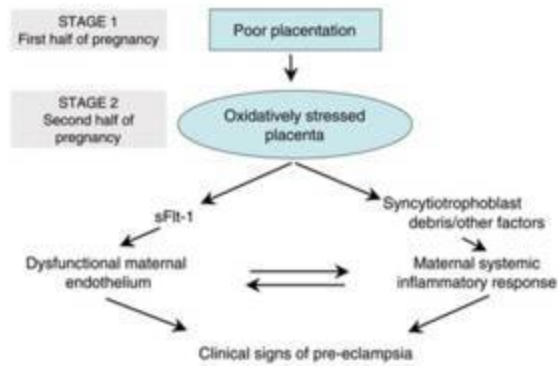 STAGE 1
First half of pregnancy
Poor placentation
STAGE 2
Second half of
pregnancy
Oxidatively stressed
placenta
sFlt-1
Syncytiotrophoblast
debris/other factors
Dysfunctional maternal
endothelium
Maternal systemic
inflammatory response
Clinical signs of pre-eclampsia